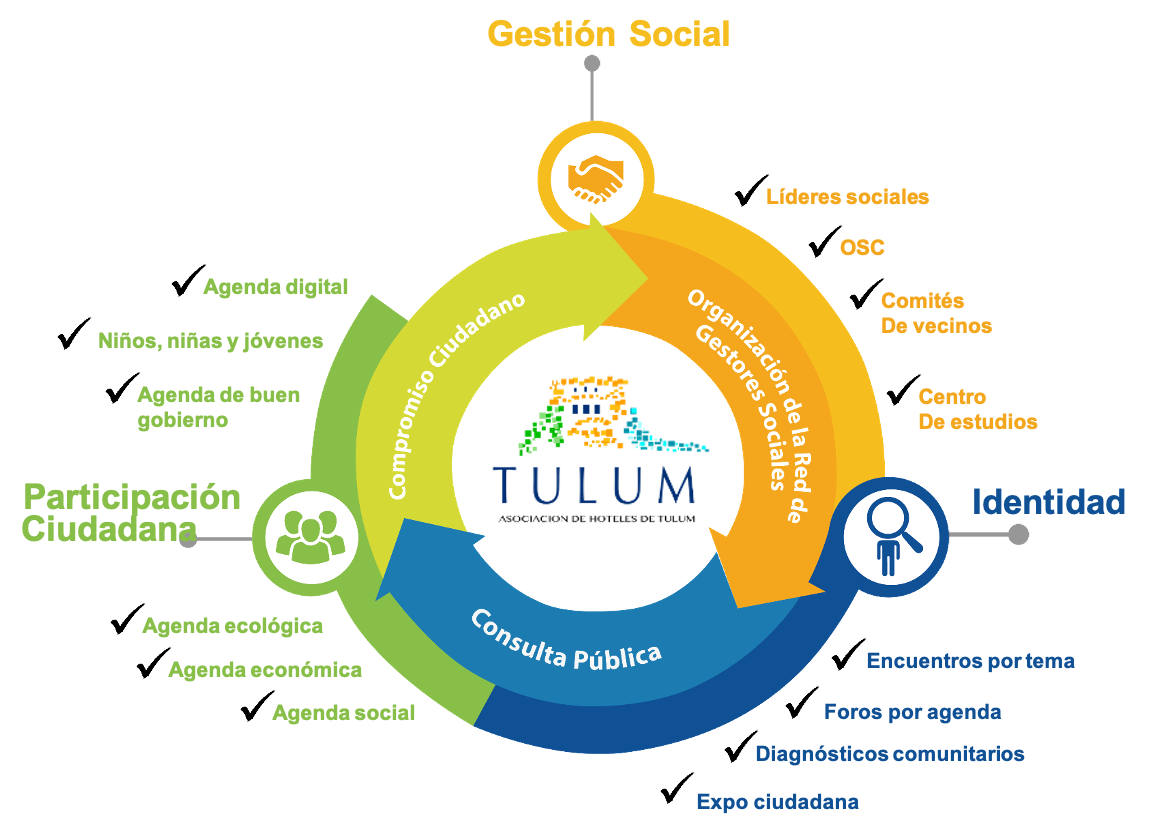 Gestión Social
Líderes sociales
OSC
Comités
De vecinos
Centro
De estudios
Organización de la Red de
Gestores Sociales
Identidad
Encuentros por tema
Foros por agenda
Diagnósticos comunitarios
Expo ciudadana
Consulta Pública
Participación
Ciudadana
Agenda digital
Niños, niñas y jóvenes
Agenda de buen
gobierno
Agenda ecológica
Agenda económica
Agenda social
Compromiso Ciudadano
TULUM
ASOCIACION DE HOTELES DE TULUM